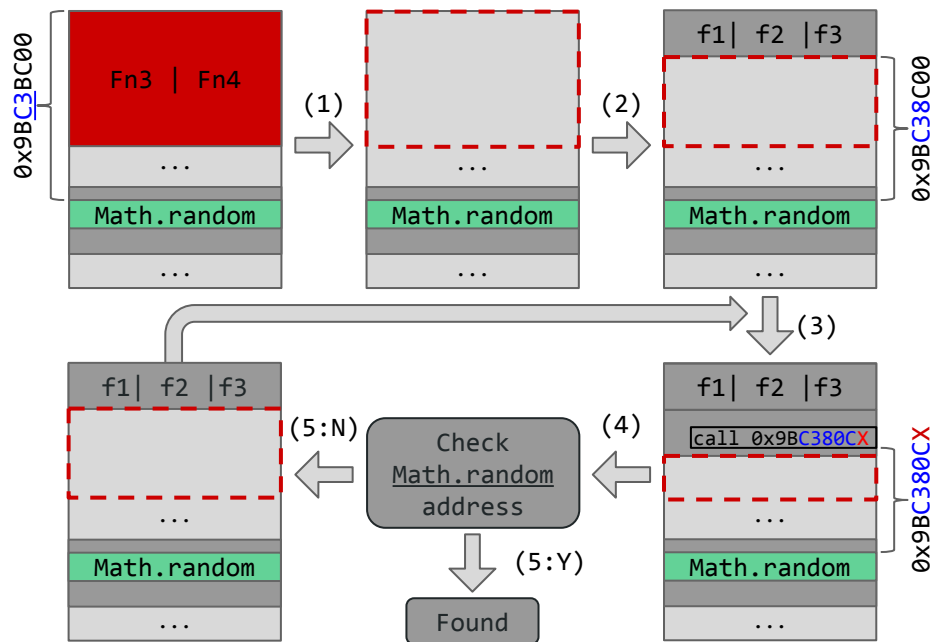 0x9BC3BC00
Fn3 | Fn4
...
Math.random
...
(1)
...
Math.random
...
(2)
f1| f2 |f3
...
Math.random
...
0x9BC38C00
(3)
f1| f2 |f3
call 0x9BC380CX
...
Math.random
...
0x9BC380CX
(4)
Check
Math.random
address
(5:N)
(5:Y)
Found
f1| f2 |f3
...
Math.random
...